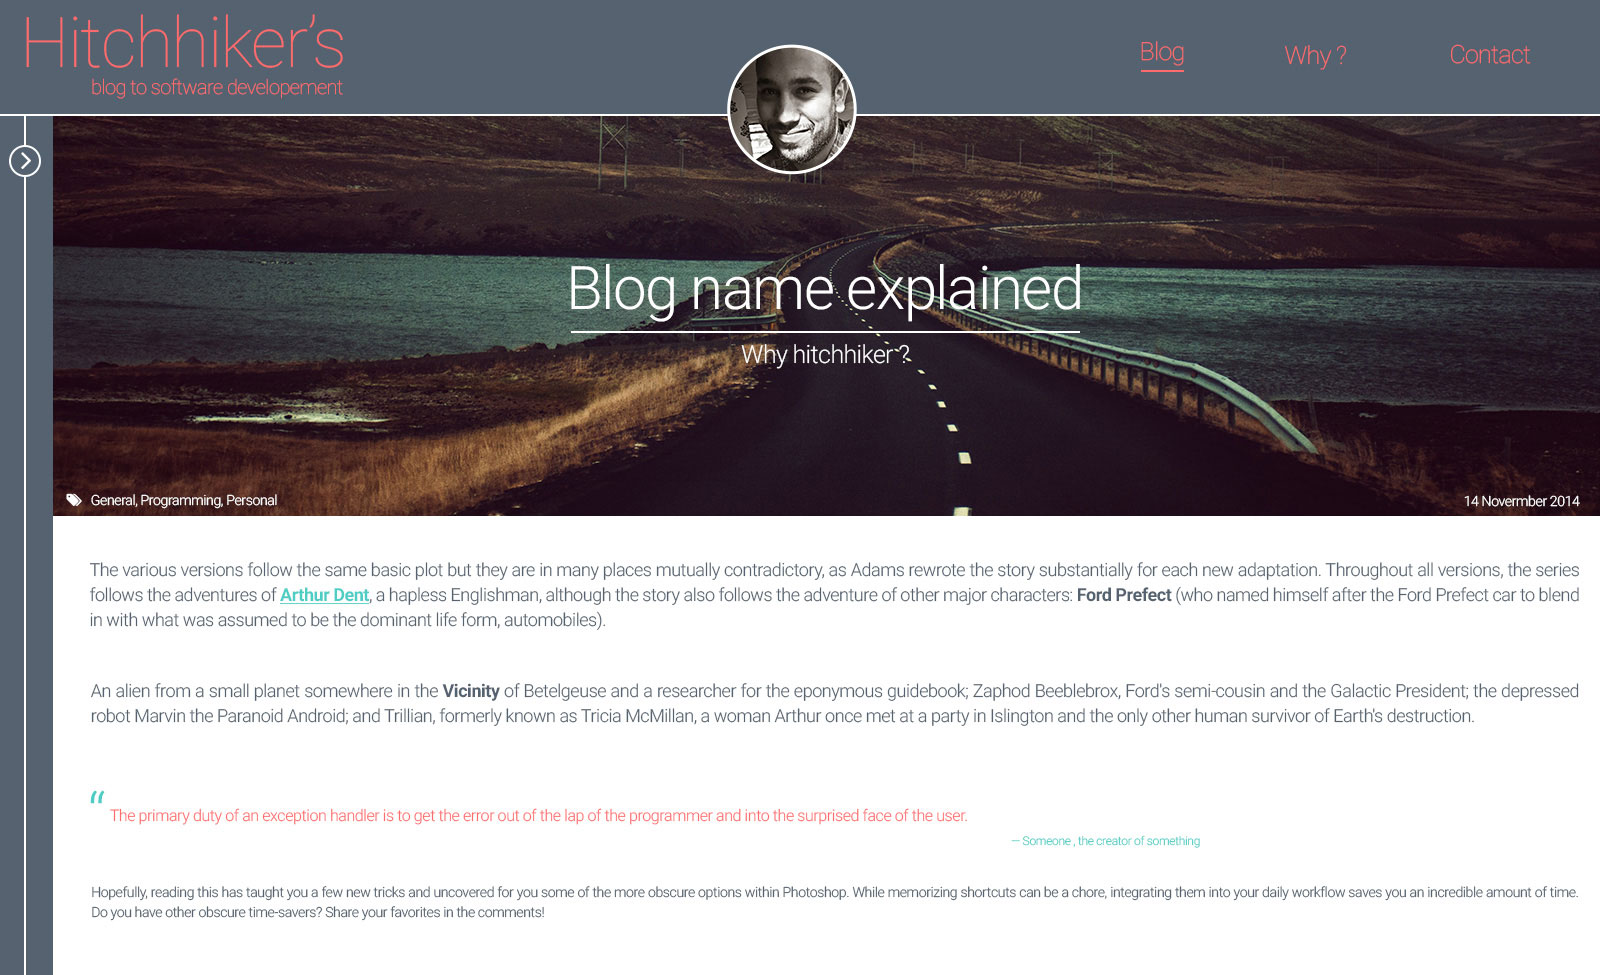 Hitchhiker's
blog to software developement
Blog
Why ?
Contact
Blog name explained
Why hitchhiker ?
General, Programming, Personal
14 Novermber 2014
The various versions follow the same basic plot but they are in many places mutually contradictory, as Adams rewrote the story substantially for each new adaptation. Throughout all versions, the series
follows the adventures of Arthur Dent, a hapless Englishman, although the story also follows the adventure of other major characters: Ford Prefect (who named himself after the Ford Prefect car to blend
in with what was assumed to be the dominant life form, automobiles).
An alien from a small planet somewhere in the Vicinity of Betelgeuse and a researcher for the eponymous guidebook; Zaphod Beeblebrox, Ford's semi-cousin and the Galactic President; the depressed
robot Marvin the Paranoid Android; and Trillian, formerly known as Tricia McMillan, a woman Arthur once met at a party in Islington and the only other human survivor of Earth's destruction.
“ The primary duty of an exception handler is to get the error out of the lap of the programmer and into the surprised face of the user.
— Someone , the creator of something
Hopefully, reading this has taught you a few new tricks and uncovered for you some of the more obscure options within Photoshop. While memorizing shortcuts can be a chore, integrating them into your daily workflow saves you an incredible amount of time.
Do you have other obscure time-savers? Share your favorites in the comments!